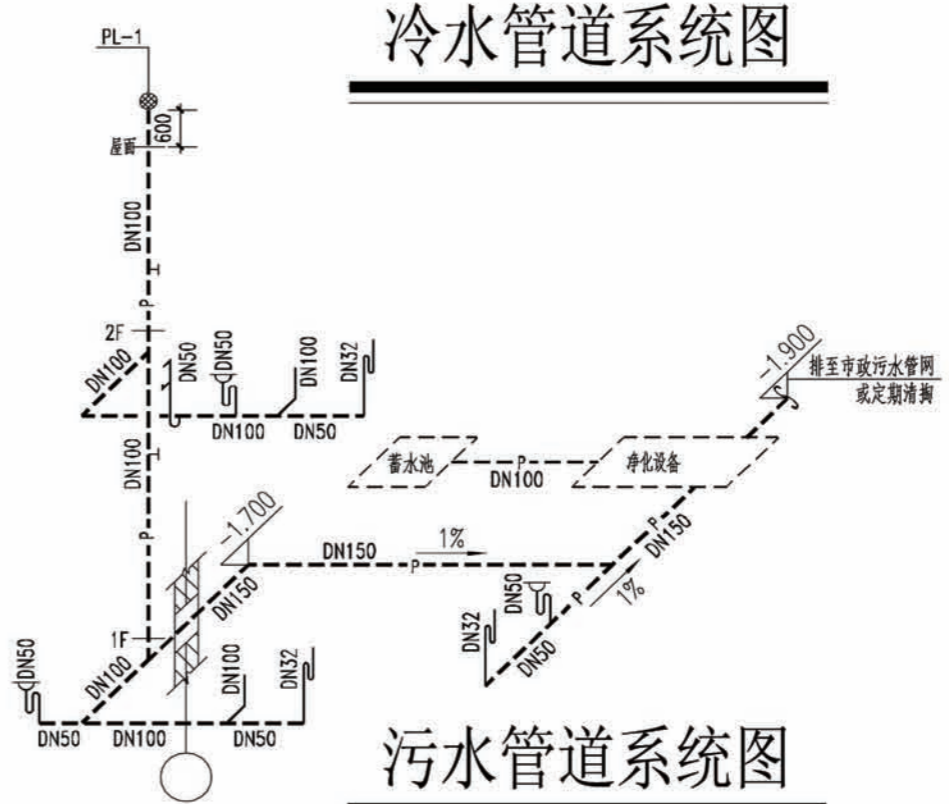 冷水管道系统图
PL-1
600
屋面
DN100
P
2F
DN100
DN50
DN50
DN100
DN32
DN100
DN50
DN100
P
-1.900
排至市政污水管网
或定期清掏
蓄水池
P
DN100
净化设备
-1.700
DN150
P
1%
DN150
P
DN150
1%
P
DN50
DN32
DN50
1F
DN100
DN50
DN100
DN32
DN50
DN100
DN50
污水管道系统图